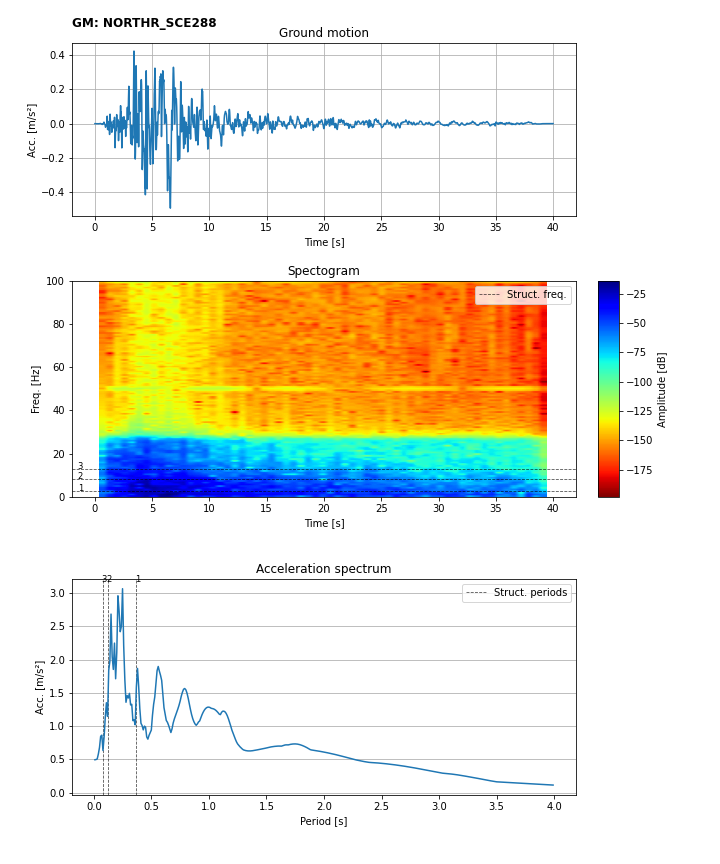 GM: NORTHR_SCE288
Ground motion
0.4
0.2
0.0
−0.2
−0.4
Acc. [m/s²]
0 5 10 15 20 25 30 35 40
Time [s]
Spectogram
100
80
60
40
20
0
Freq. [Hz]
Struct. freq.
3
2
1
0 5 10 15 20 25 30 35 40
Time [s]
−25
−50
−75
−100
−125
−150
−175
Amplitude [dB]
Acceleration spectrum
3 2 1
3.0
2.5
2.0
1.5
1.0
0.5
0.0
Acc. [m/s²]
Struct. periods
0.0 0.5 1.0 1.5 2.0 2.5 3.0 3.5 4.0
Period [s]